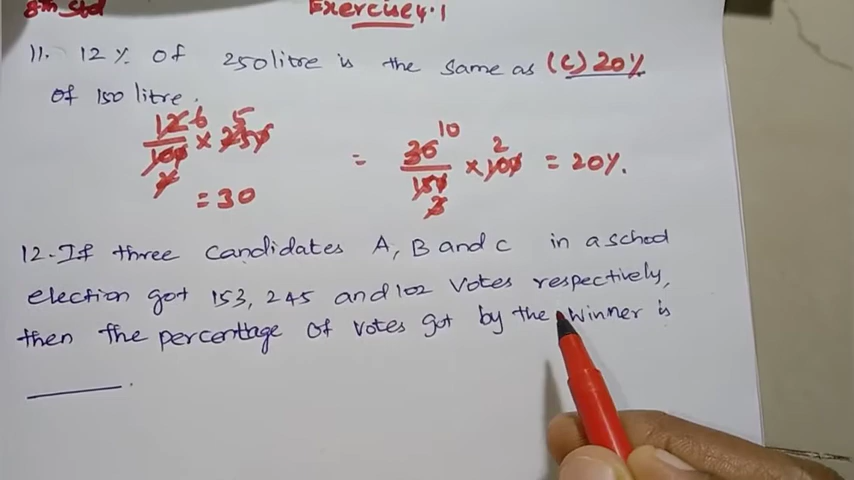 8th Std Exercise 4.1
11. 12% of 250 litre is the same as (c) 20%
of 150 litre.
12 6 / 100 × 250 5 = 36 10 / 150 3 × 100 2 = 20%.
= 30
12. If three candidates A, B and C in a school
election got 153, 245 and 102 votes respectively,
then the percentage of votes got by the winner is
______.